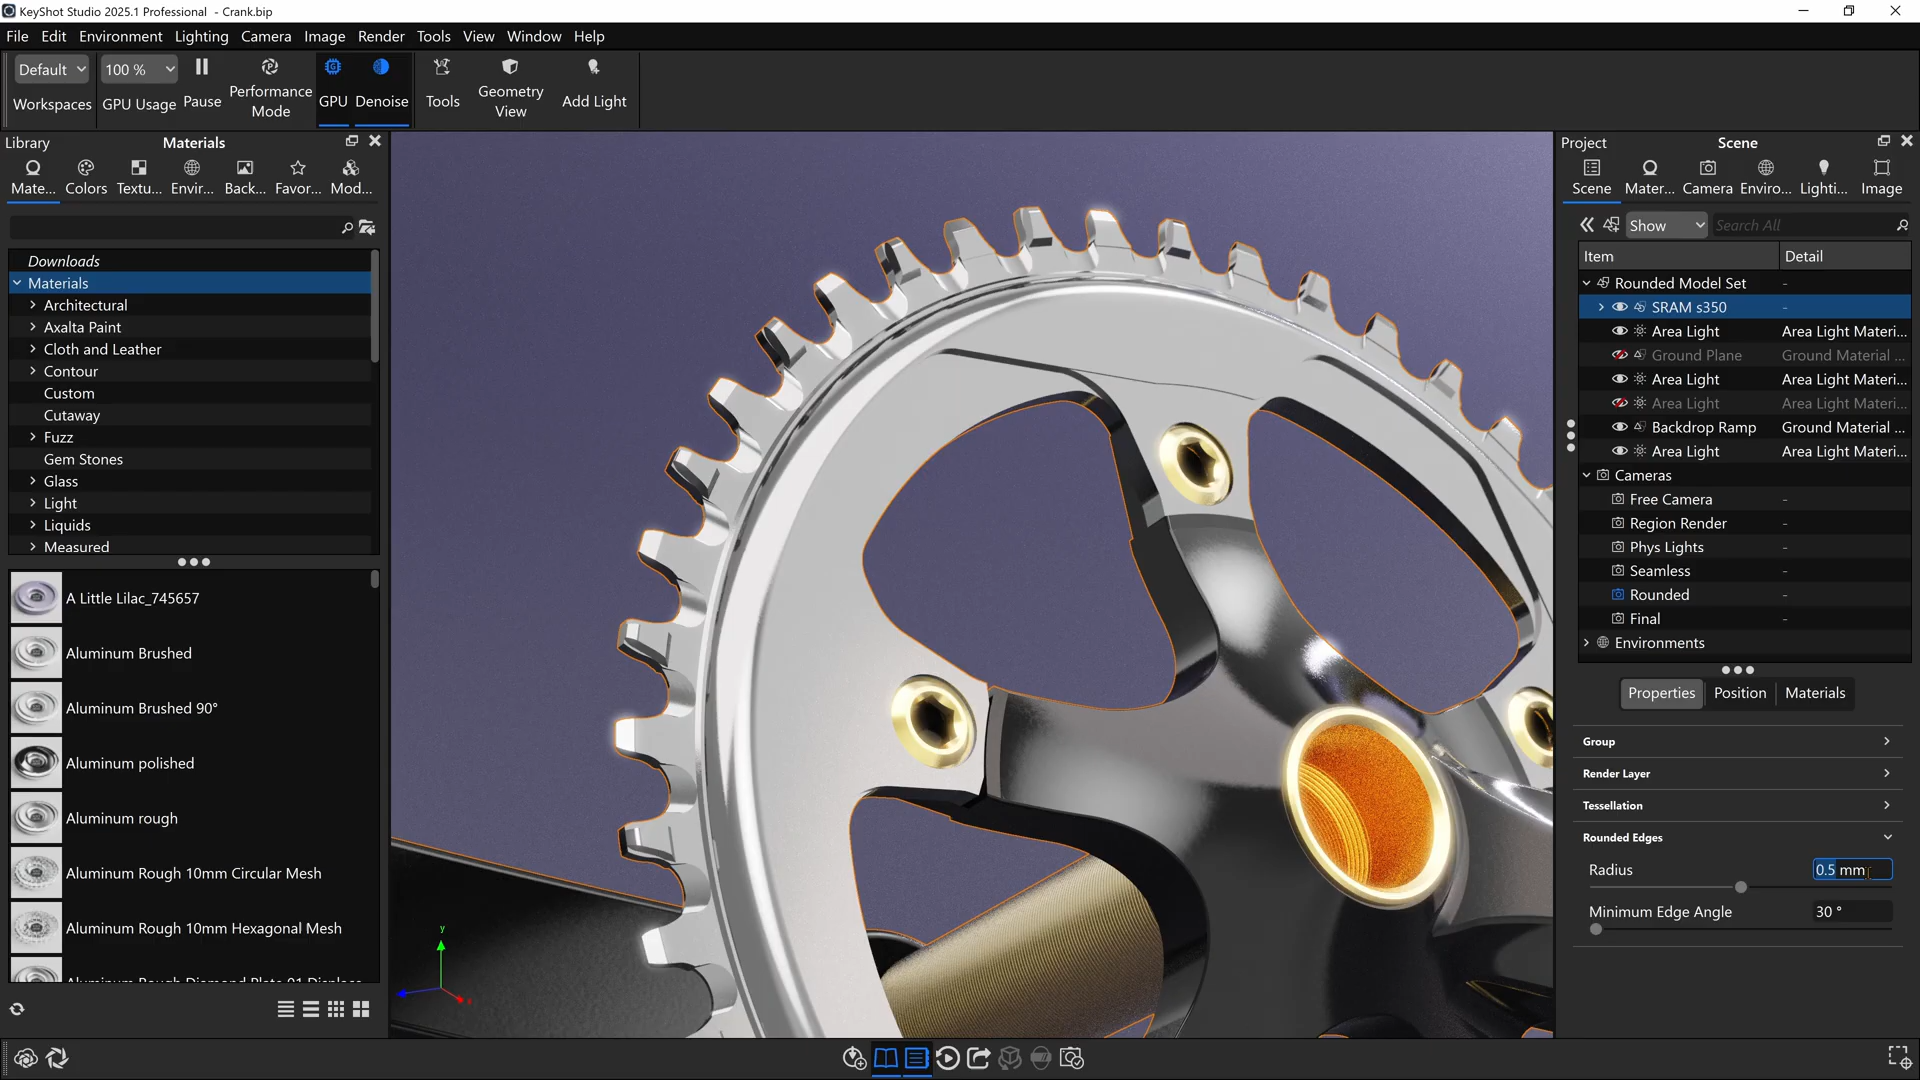 KeyShot Studio 2025.1 Professional - Crank.bip
File Edit Environment Lighting Camera Image Render Tools View Window Help
Default
Workspaces
100 %
GPU Usage
Pause
Performance
Mode
GPU
Denoise
Tools
Geometry
View
Add Light
Library
Materials
Mate... Colors Textu... Envir... Back... Favor... Mod...
Downloads
Materials
Architectural
Axalta Paint
Cloth and Leather
Contour
Custom
Cutaway
Fuzz
Gem Stones
Glass
Light
Liquids
Measured
A Little Lilac_745657
Aluminum Brushed
Aluminum Brushed 90°
Aluminum polished
Aluminum rough
Aluminum Rough 10mm Circular Mesh
Aluminum Rough 10mm Hexagonal Mesh
Aluminum Rough Diamond Plate 01 Displace...
y
x
Project
Scene
Scene Mater... Camera Enviro... Lighti... Image
Show
Search All
Item Detail
Rounded Model Set -
SRAM s350 -
Area Light Area Light Materi...
Ground Plane Ground Material ...
Area Light Area Light Materi...
Area Light Area Light Materi...
Backdrop Ramp Ground Material ...
Area Light Area Light Materi...
Cameras
Free Camera -
Region Render -
Phys Lights -
Seamless -
Rounded -
Final -
Environments
Properties Position Materials
Group
Render Layer
Tessellation
Rounded Edges
Radius 0.5 mm
Minimum Edge Angle 30 °